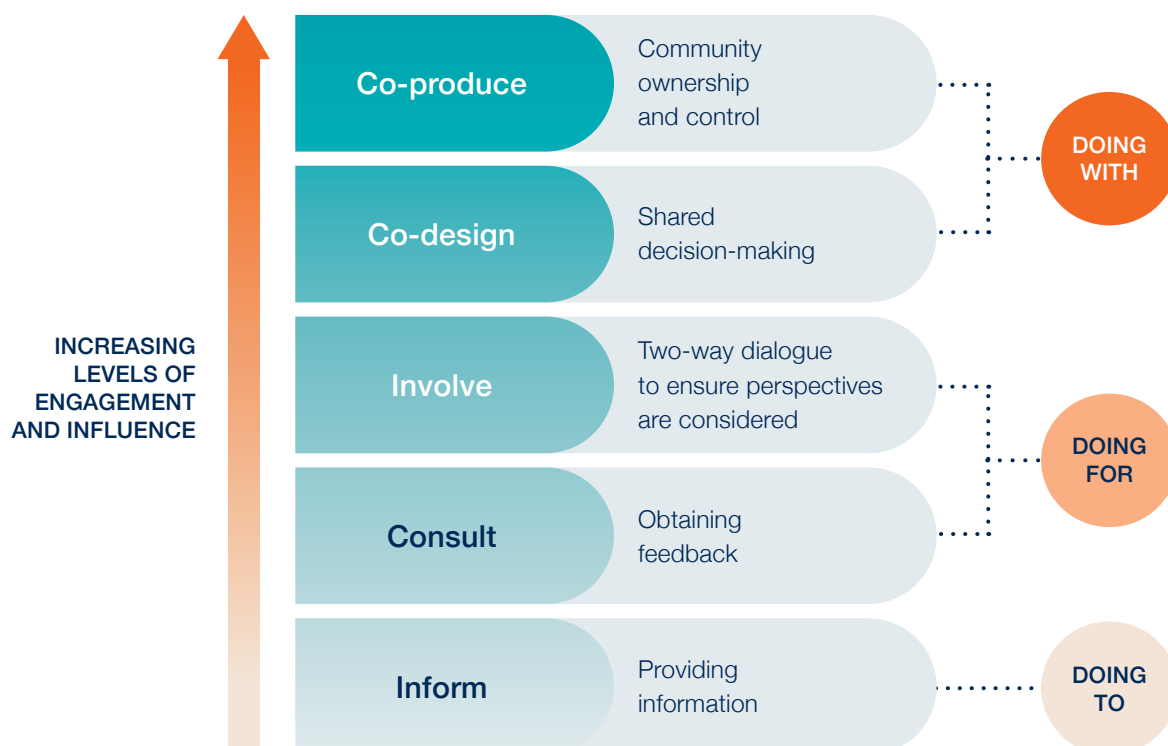 Co-produce
Community
ownership
and control
DOING
WITH
Co-design
Shared
decision-making
INCREASING
LEVELS OF
ENGAGEMENT
AND INFLUENCE
Involve
Two-way dialogue
to ensure perspectives
are considered
DOING
FOR
Consult
Obtaining
feedback
Inform
Providing
information
DOING
TO